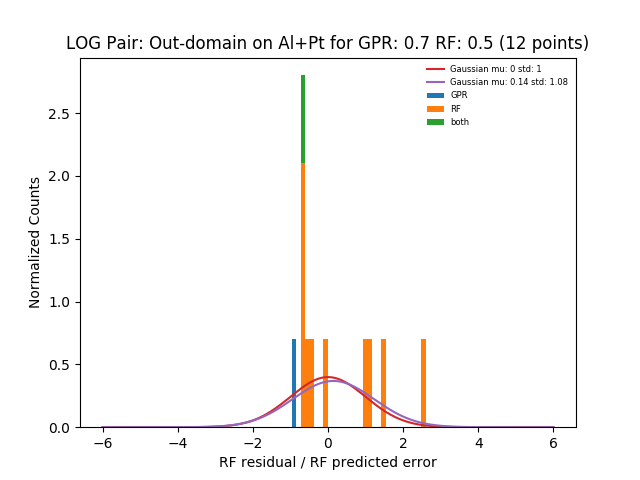 LOG Pair: Out-domain on Al+Pt for GPR: 0.7 RF: 0.5 (12 points)
Gaussian mu: 0 std: 1
Gaussian mu: 0.14 std: 1.08
GPR
RF
both
Normalized Counts
2.5
2.0
1.5
1.0
0.5
0.0
−6
−4
−2
0
2
4
6
RF residual / RF predicted error